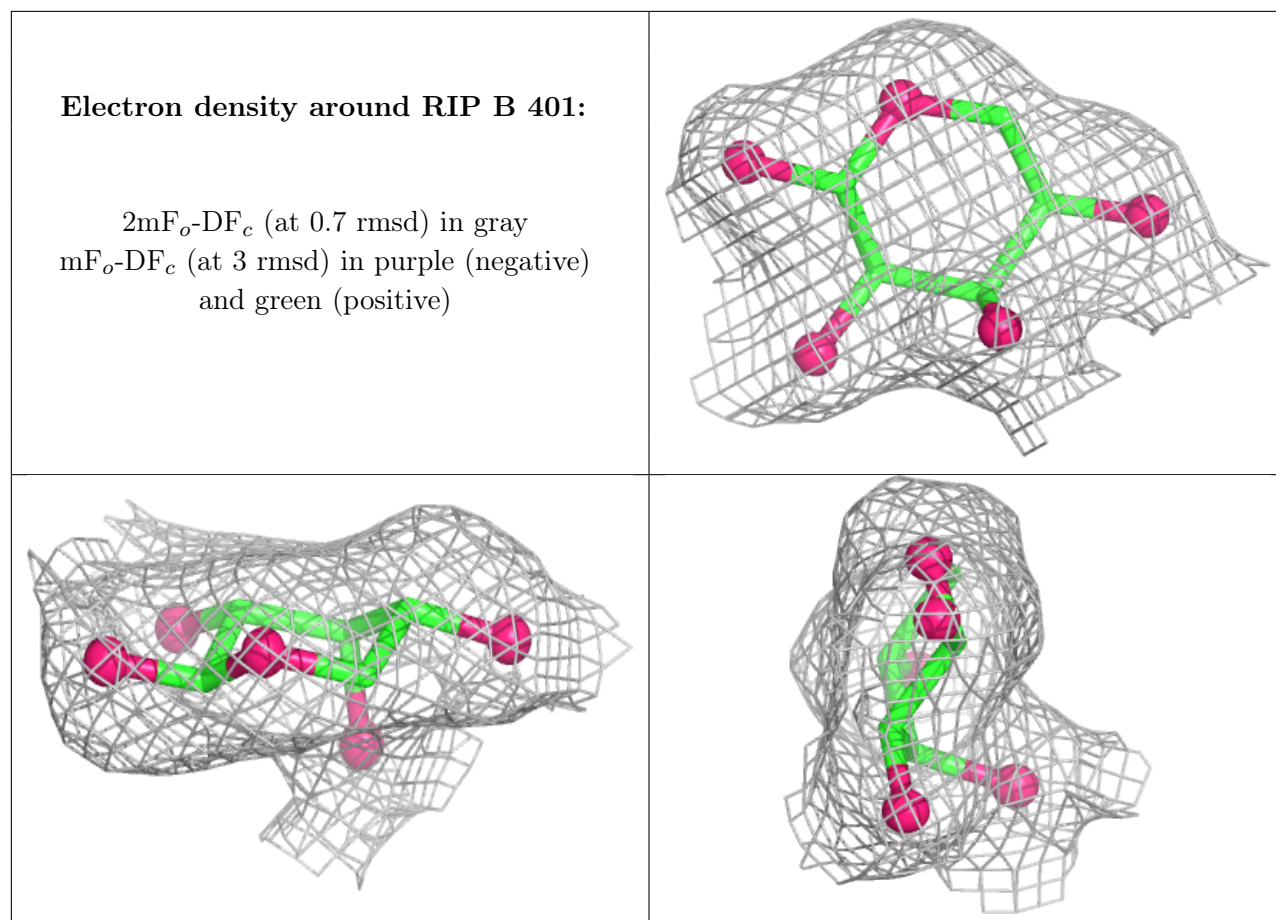 Electron density around RIP B 401:
2mFo-DFc (at 0.7 rmsd) in gray
mFo-DFc (at 3 rmsd) in purple (negative)
and green (positive)